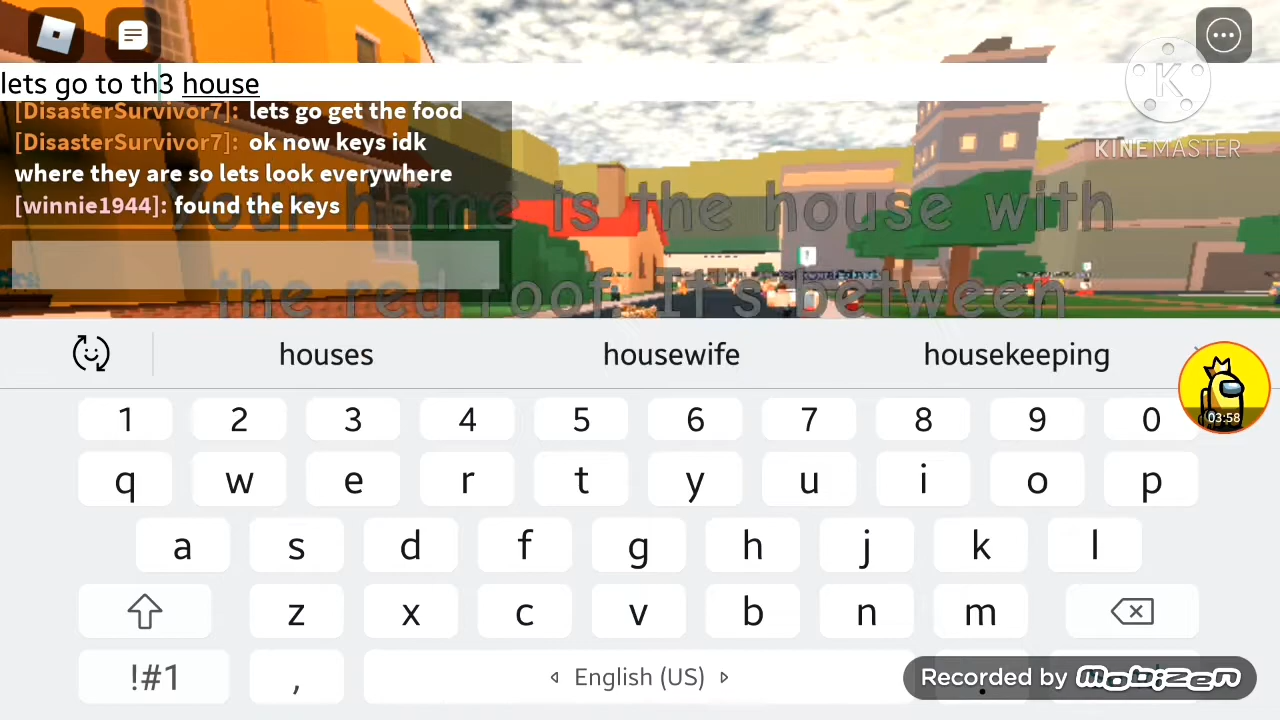 lets go to th3 house
[DisasterSurvivor7]: lets go get the food
[DisasterSurvivor7]: ok now keys idk
where they are so lets look everywhere
[winnie1944]: found the keys
your home is the house with
the red roof. It's between
K
KINEMASTER
houses housewife housekeeping
03:58
1 2 3 4 5 6 7 8 9 0
q w e r t y u i o p
a s d f g h j k l
z x c v b n m
!#1 , English (US) .
Recorded by mobizen